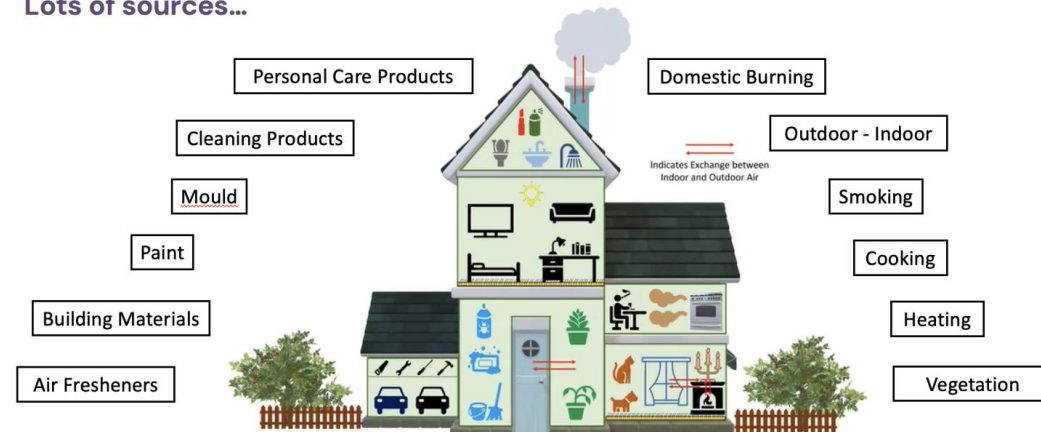 Lots of sources...
Personal Care Products
Domestic Burning
Cleaning Products
Outdoor - Indoor
Indicates Exchange between
Indoor and Outdoor Air
Mould
Smoking
Paint
Cooking
Building Materials
Heating
Air Fresheners
Vegetation